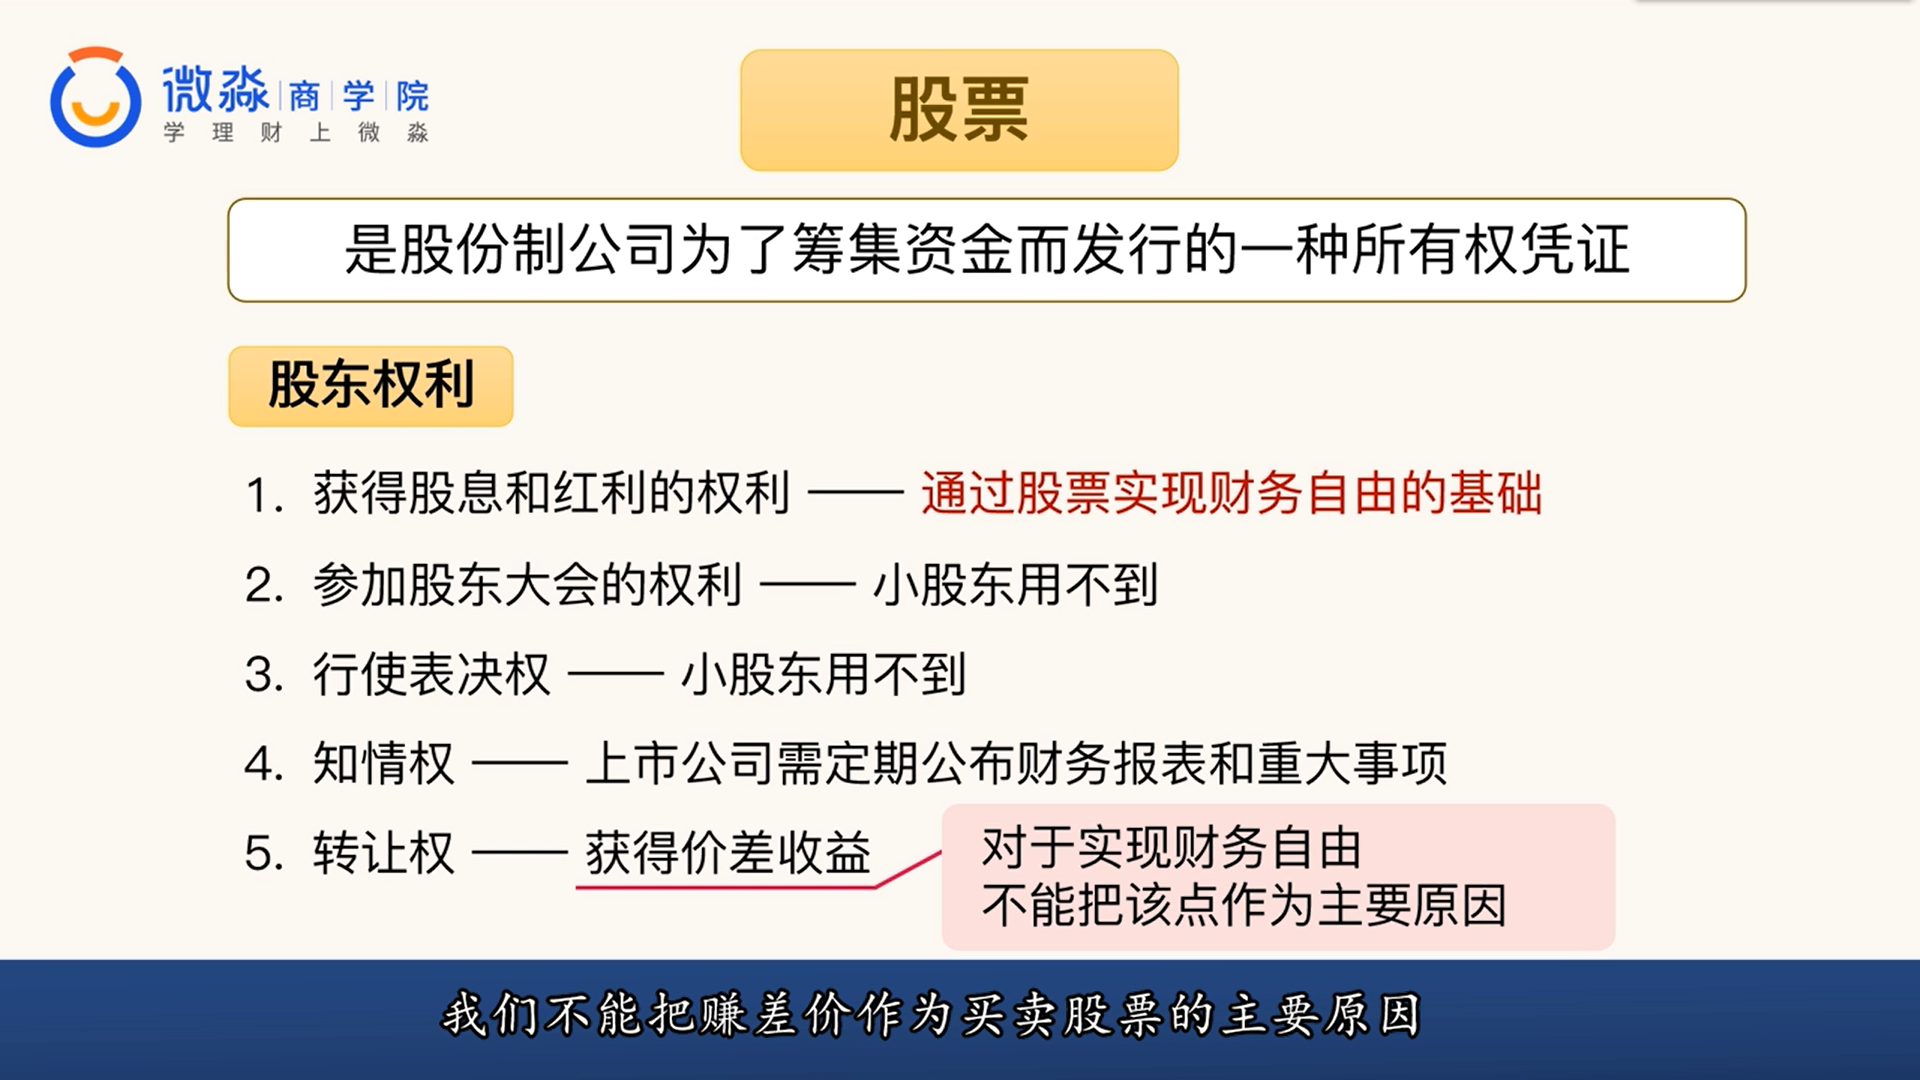 微淼|商|学|院
学理财上微淼
股票
是股份制公司为了筹集资金而发行的一种所有权凭证
股东权利
1. 获得股息和红利的权利 —— 通过股票实现财务自由的基础
2. 参加股东大会的权利 —— 小股东用不到
3. 行使表决权 —— 小股东用不到
4. 知情权 —— 上市公司需定期公布财务报表和重大事项
5. 转让权 —— 获得价差收益
对于实现财务自由
不能把该点作为主要原因
我们不能把赚差价作为买卖股票的主要原因